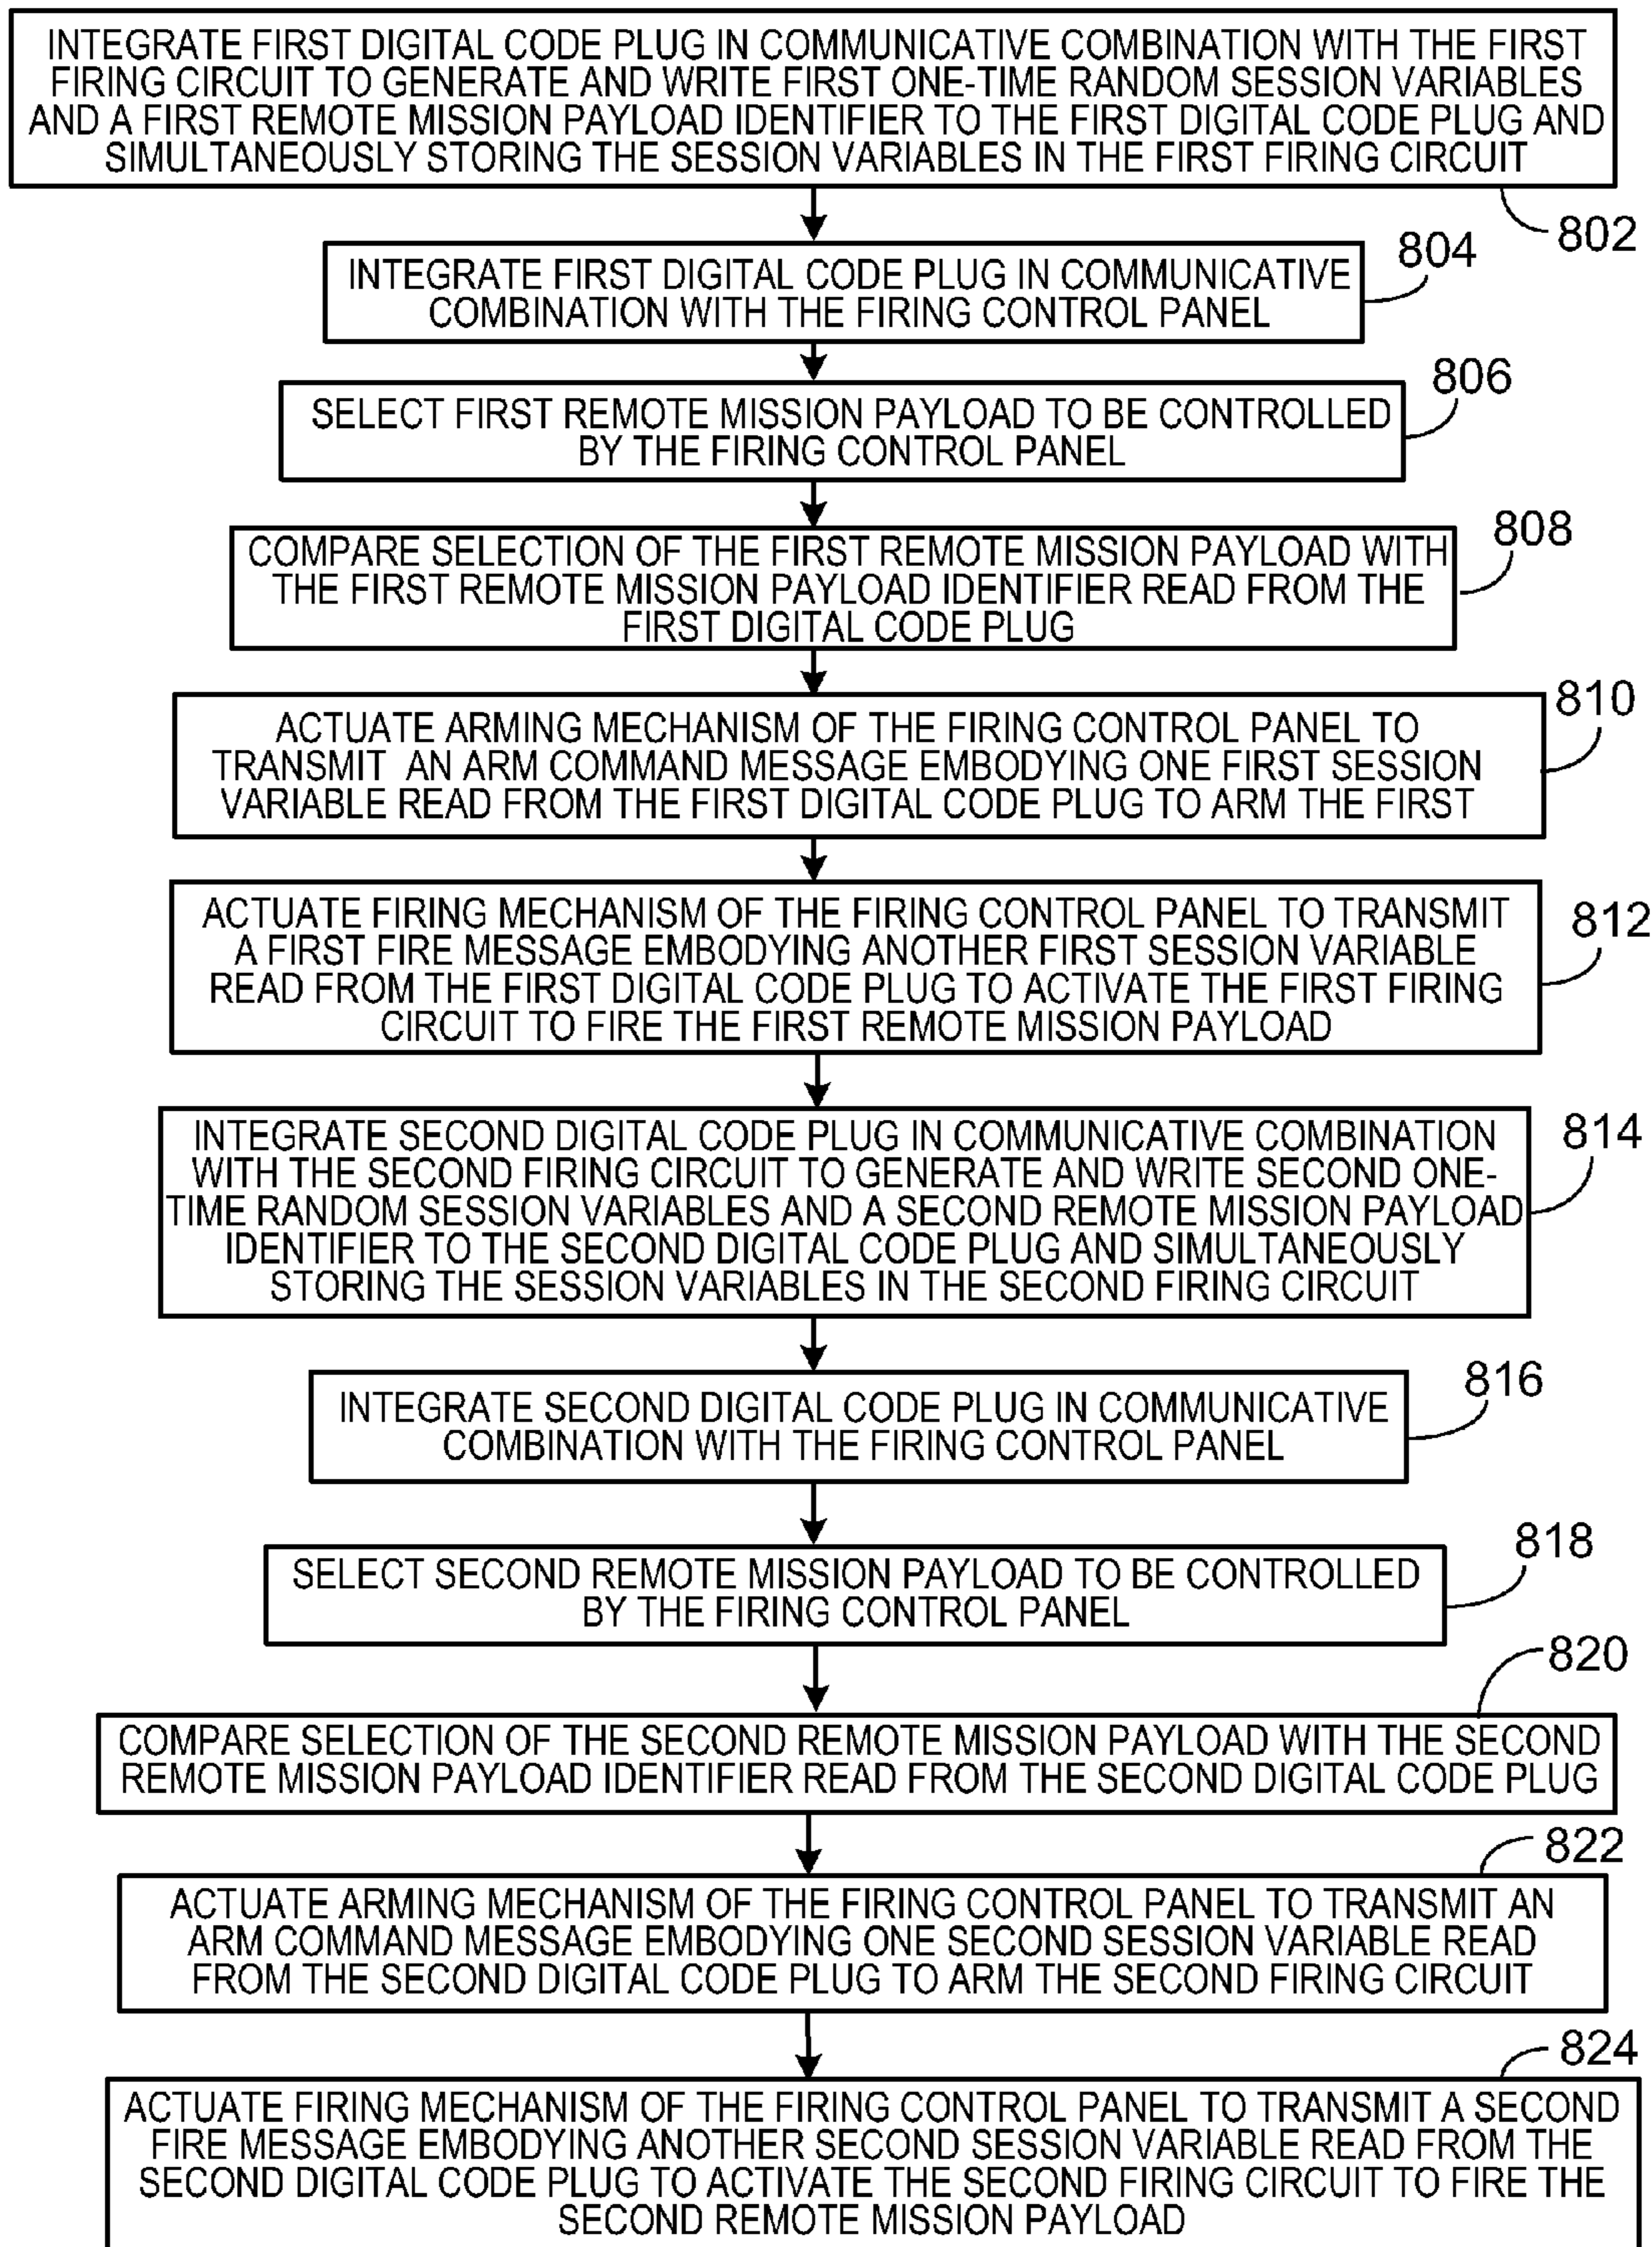 INTEGRATE FIRST DIGITAL CODE PLUG IN COMMUNICATIVE COMBINATION WITH THE FIRST
FIRING CIRCUIT TO GENERATE AND WRITE FIRST ONE-TIME RANDOM SESSION VARIABLES
AND A FIRST REMOTE MISSION PAYLOAD IDENTIFIER TO THE FIRST DIGITAL CODE PLUG AND
SIMULTANEOUSLY STORING THE SESSION VARIABLES IN THE FIRST FIRING CIRCUIT
802
804
INTEGRATE FIRST DIGITAL CODE PLUG IN COMMUNICATIVE
COMBINATION WITH THE FIRING CONTROL PANEL
806
SELECT FIRST REMOTE MISSION PAYLOAD TO BE CONTROLLED
BY THE FIRING CONTROL PANEL
808
COMPARE SELECTION OF THE FIRST REMOTE MISSION PAYLOAD WITH
THE FIRST REMOTE MISSION PAYLOAD IDENTIFIER READ FROM THE
FIRST DIGITAL CODE PLUG
810
ACTUATE ARMING MECHANISM OF THE FIRING CONTROL PANEL TO
TRANSMIT AN ARM COMMAND MESSAGE EMBODYING ONE FIRST SESSION
VARIABLE READ FROM THE FIRST DIGITAL CODE PLUG TO ARM THE FIRST
812
ACTUATE FIRING MECHANISM OF THE FIRING CONTROL PANEL TO TRANSMIT
A FIRST FIRE MESSAGE EMBODYING ANOTHER FIRST SESSION VARIABLE
READ FROM THE FIRST DIGITAL CODE PLUG TO ACTIVATE THE FIRST FIRING
CIRCUIT TO FIRE THE FIRST REMOTE MISSION PAYLOAD
814
INTEGRATE SECOND DIGITAL CODE PLUG IN COMMUNICATIVE COMBINATION
WITH THE SECOND FIRING CIRCUIT TO GENERATE AND WRITE SECOND ONE-
TIME RANDOM SESSION VARIABLES AND A SECOND REMOTE MISSION PAYLOAD
IDENTIFIER TO THE SECOND DIGITAL CODE PLUG AND SIMULTANEOUSLY
STORING THE SESSION VARIABLES IN THE SECOND FIRING CIRCUIT
816
INTEGRATE SECOND DIGITAL CODE PLUG IN COMMUNICATIVE
COMBINATION WITH THE FIRING CONTROL PANEL
818
SELECT SECOND REMOTE MISSION PAYLOAD TO BE CONTROLLED
BY THE FIRING CONTROL PANEL
820
COMPARE SELECTION OF THE SECOND REMOTE MISSION PAYLOAD WITH THE SECOND
REMOTE MISSION PAYLOAD IDENTIFIER READ FROM THE SECOND DIGITAL CODE PLUG
822
ACTUATE ARMING MECHANISM OF THE FIRING CONTROL PANEL TO TRANSMIT AN
ARM COMMAND MESSAGE EMBODYING ONE SECOND SESSION VARIABLE READ
FROM THE SECOND DIGITAL CODE PLUG TO ARM THE SECOND FIRING CIRCUIT
824
ACTUATE FIRING MECHANISM OF THE FIRING CONTROL PANEL TO TRANSMIT A SECOND
FIRE MESSAGE EMBODYING ANOTHER SECOND SESSION VARIABLE READ FROM THE
SECOND DIGITAL CODE PLUG TO ACTIVATE THE SECOND FIRING CIRCUIT TO FIRE THE
SECOND REMOTE MISSION PAYLOAD